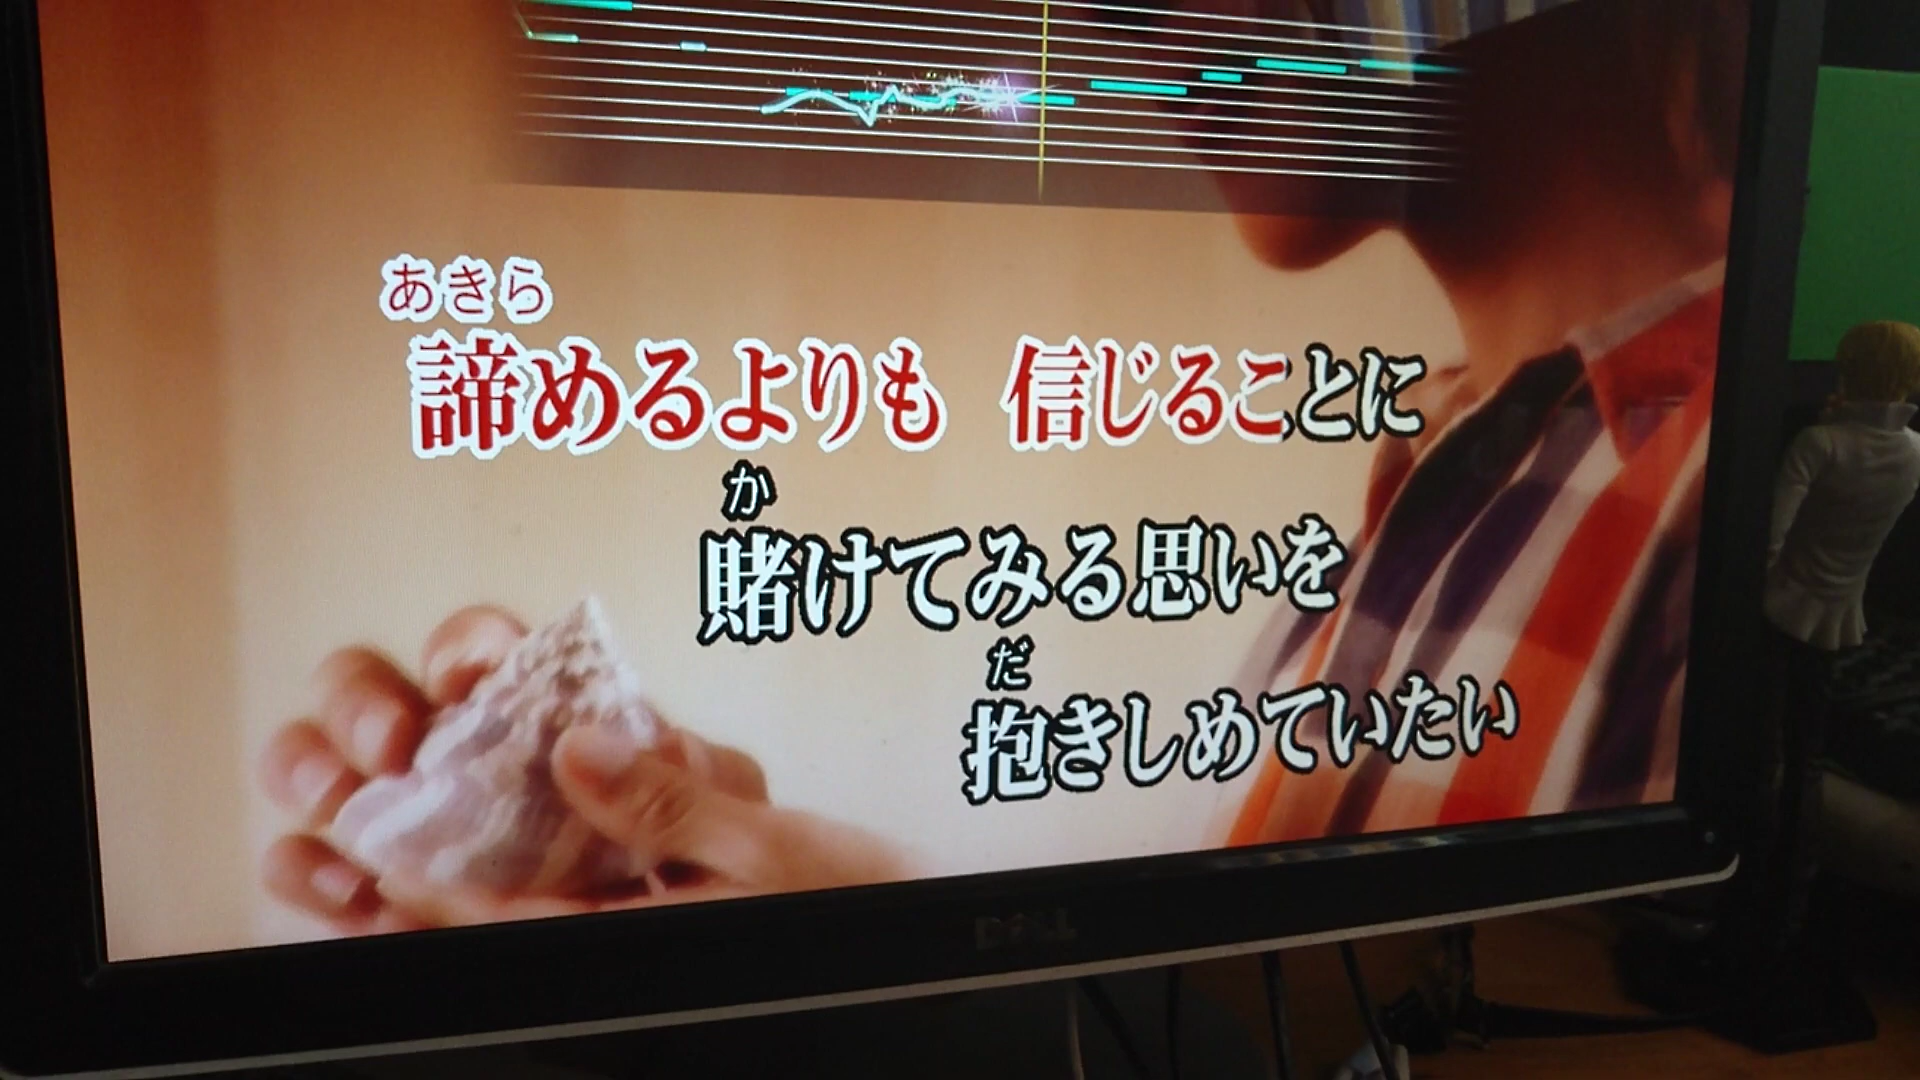 あきら
諦めるよりも 信じることに
か
賭けてみる思いを
だ
抱きしめていたい
DELL